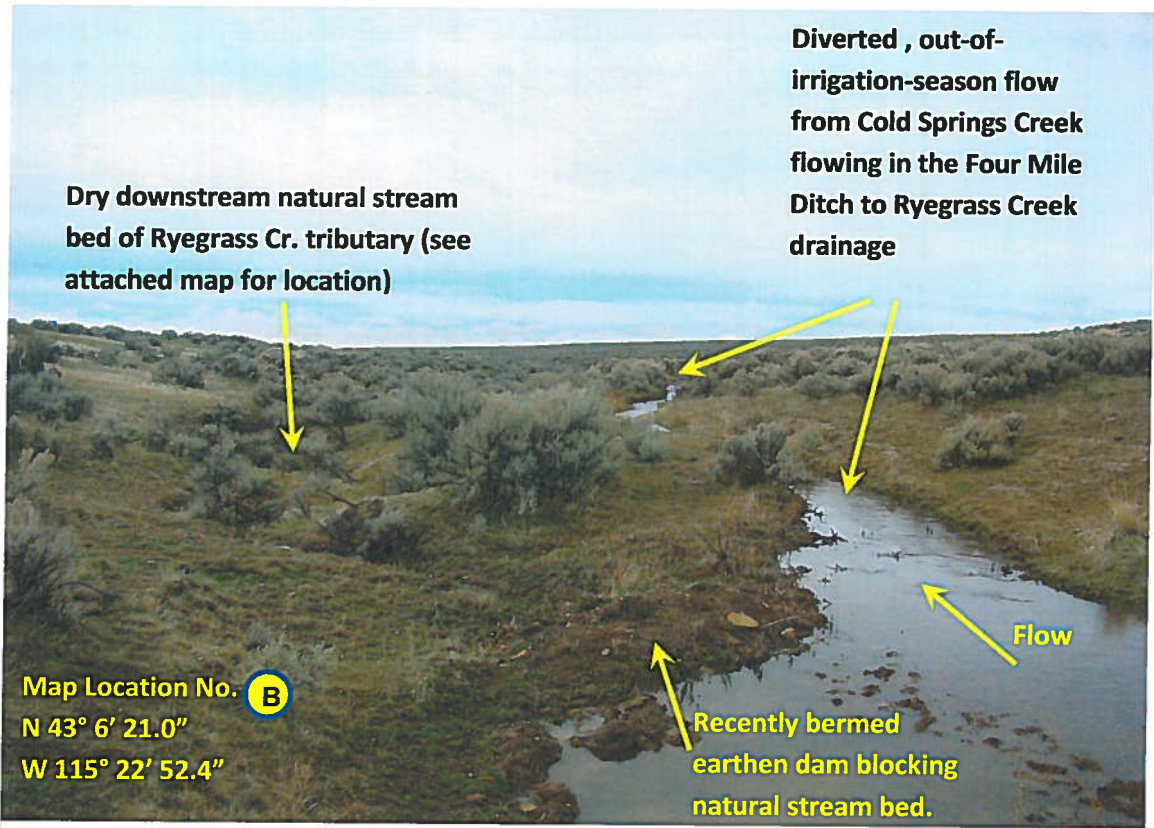 Diverted , out-of-
irrigation-season flow
from Cold Springs Creek
flowing in the Four Mile
Ditch to Ryegrass Creek
drainage
Dry downstream natural stream
bed of Ryegrass Cr. tributary (see
attached map for location)
Flow
Map Location No. B
N 43° 6’ 21.0”
W 115° 22’ 52.4”
Recently bermed
earthen dam blocking
natural stream bed.